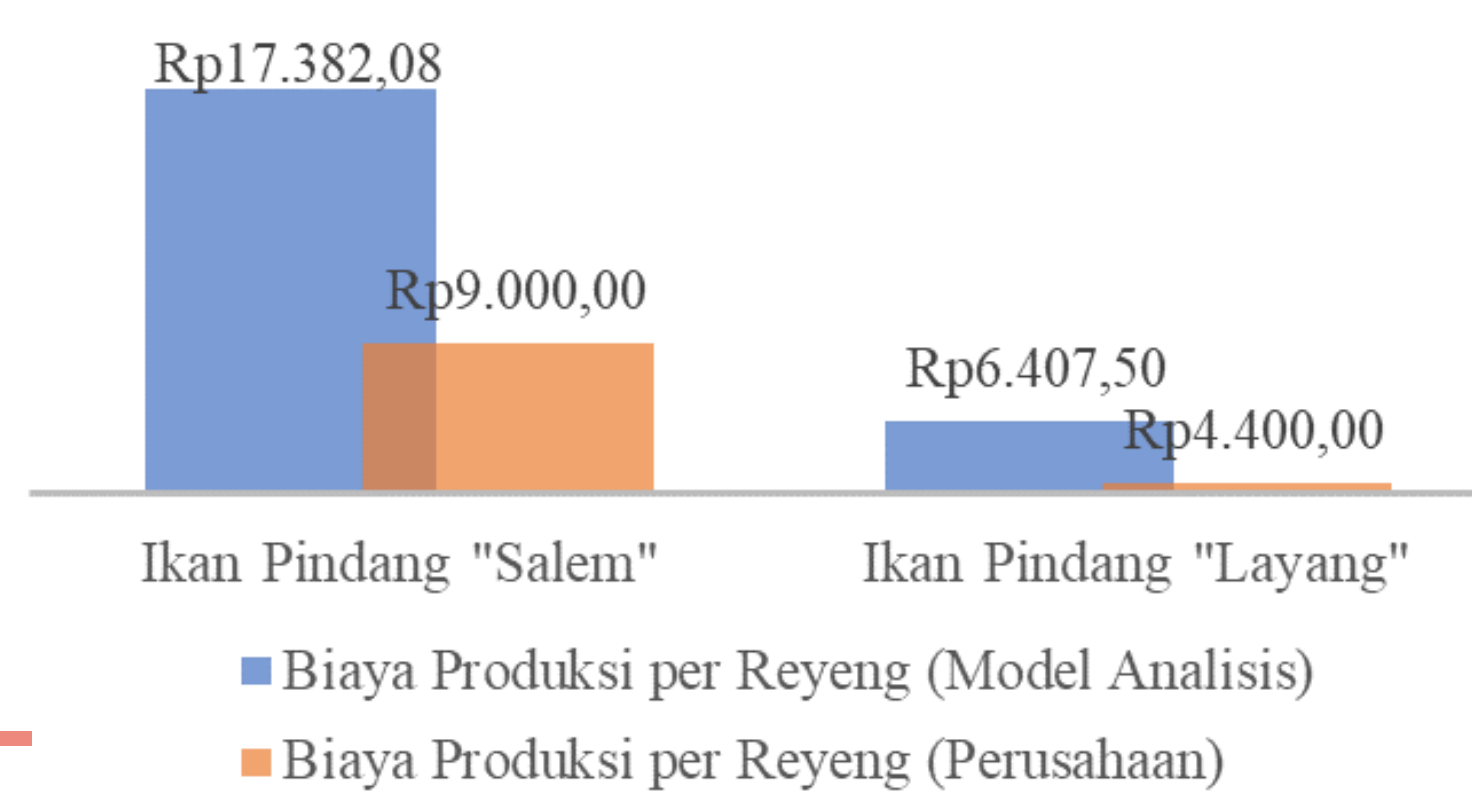 Rp17.382,08
Rp9.000,00
Rp6.407,50
Rp4.400,00
Ikan Pindang "Salem"
Ikan Pindang "Layang"
Biaya Produksi per Reyeng (Model Analisis)
Biaya Produksi per Reyeng (Perusahaan)